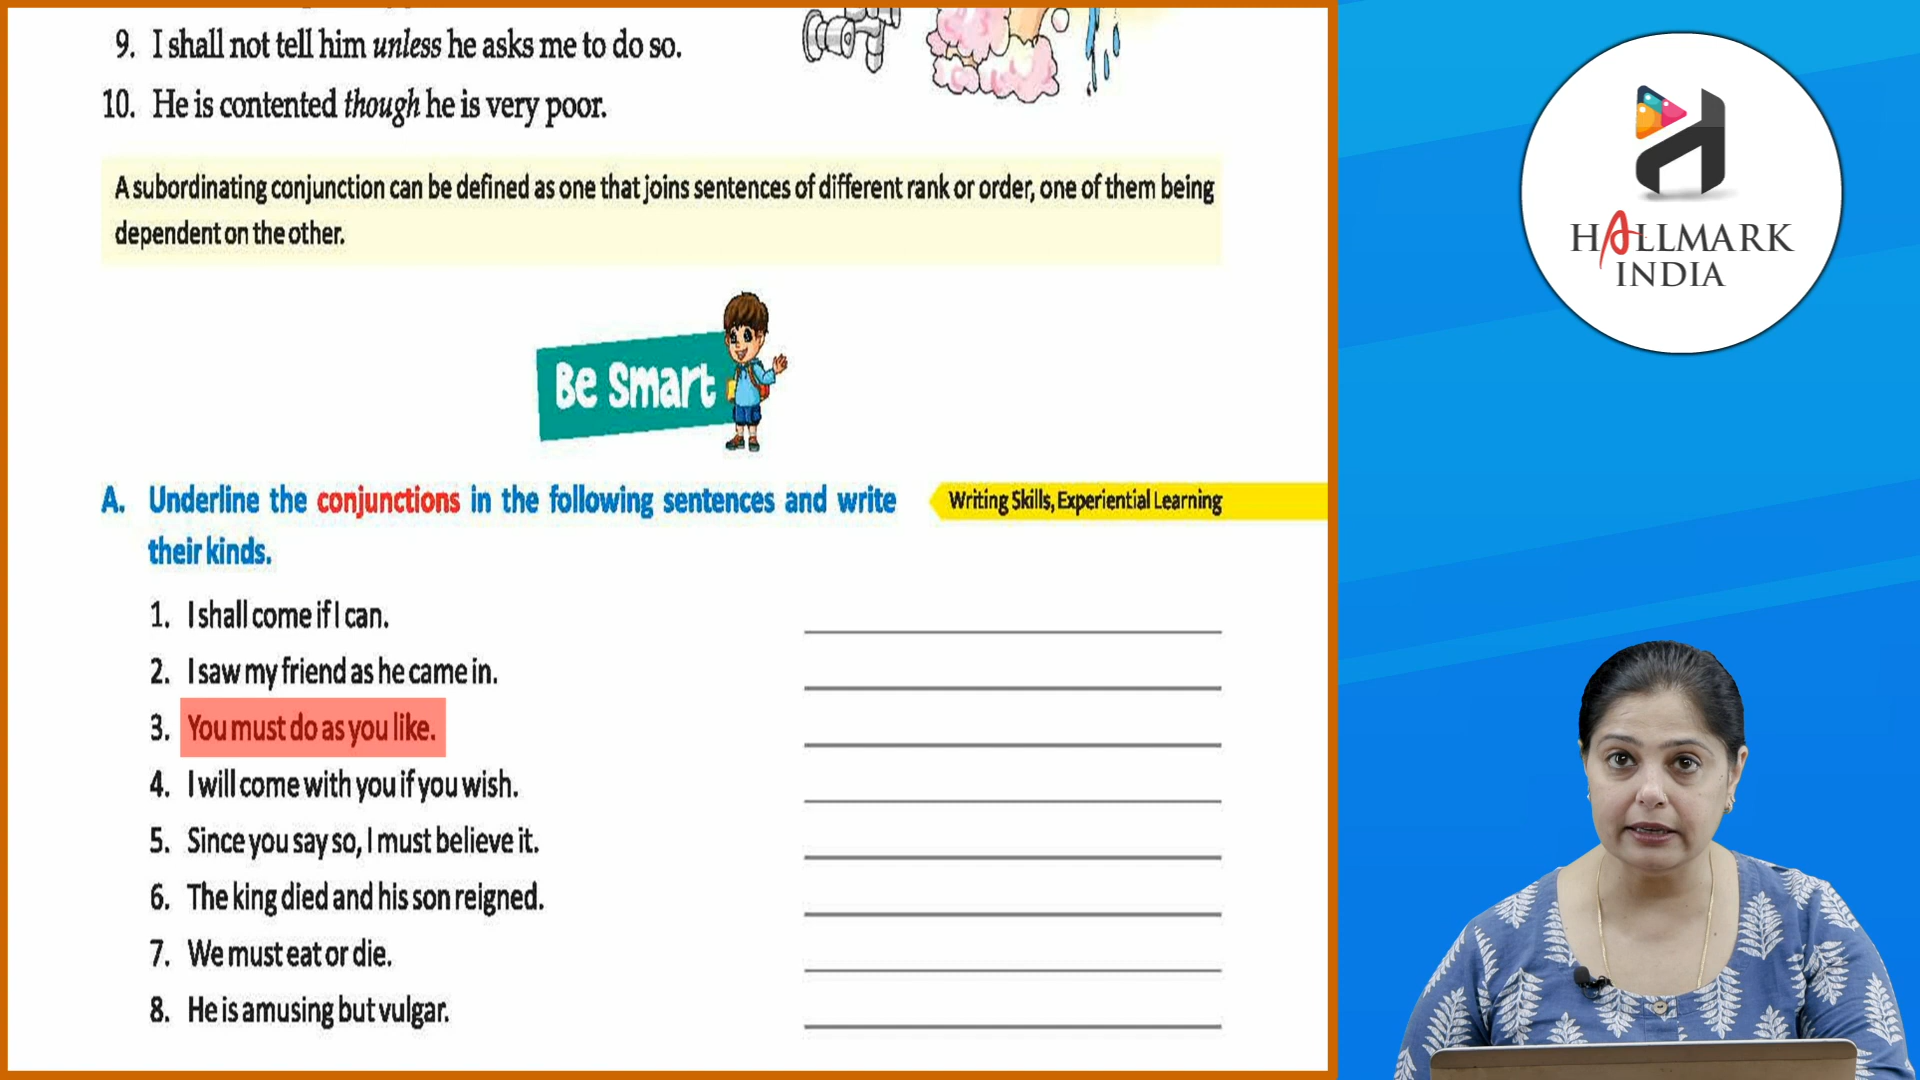 9. I shall not tell him unless he asks me to do so.
10. He is contented though he is very poor.
A subordinating conjunction can be defined as one that joins sentences of different rank or order, one of them being
dependent on the other.
Be Smart
A. Underline the conjunctions in the following sentences and write
their kinds.
Writing Skills, Experiential Learning
1. I shall come if I can.
2. I saw my friend as he came in.
3. You must do as you like.
4. I will come with you if you wish.
5. Since you say so, I must believe it.
6. The king died and his son reigned.
7. We must eat or die.
8. He is amusing but vulgar.
HALLMARK
INDIA